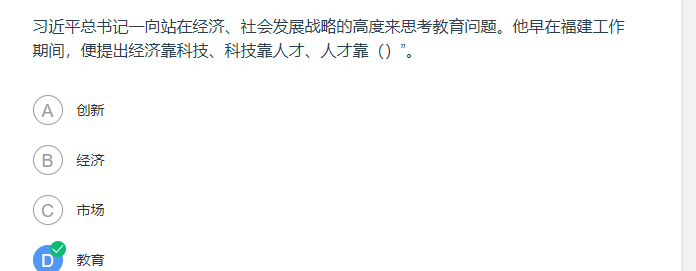 习近平总书记一向站在经济、社会发展战略的高度来思考教育问题。他早在福建工作
期间，便提出经济靠科技、科技靠人才、人才靠（）”。
A 创新
B 经济
C 市场
D 教育